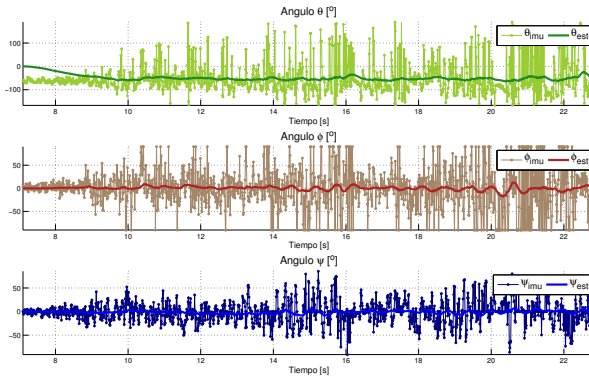 Angulo θ [º]
θimu θest
100
0
−100
8 10 12 14 16 18 20 22
Tiempo [s]
Angulo ϕ [º]
ϕimu ϕest
50
0
−50
8 10 12 14 16 18 20 22
Tiempo [s]
Angulo ψ [º]
ψimu ψest
50
0
−50
8 10 12 14 16 18 20 22
Tiempo [s]